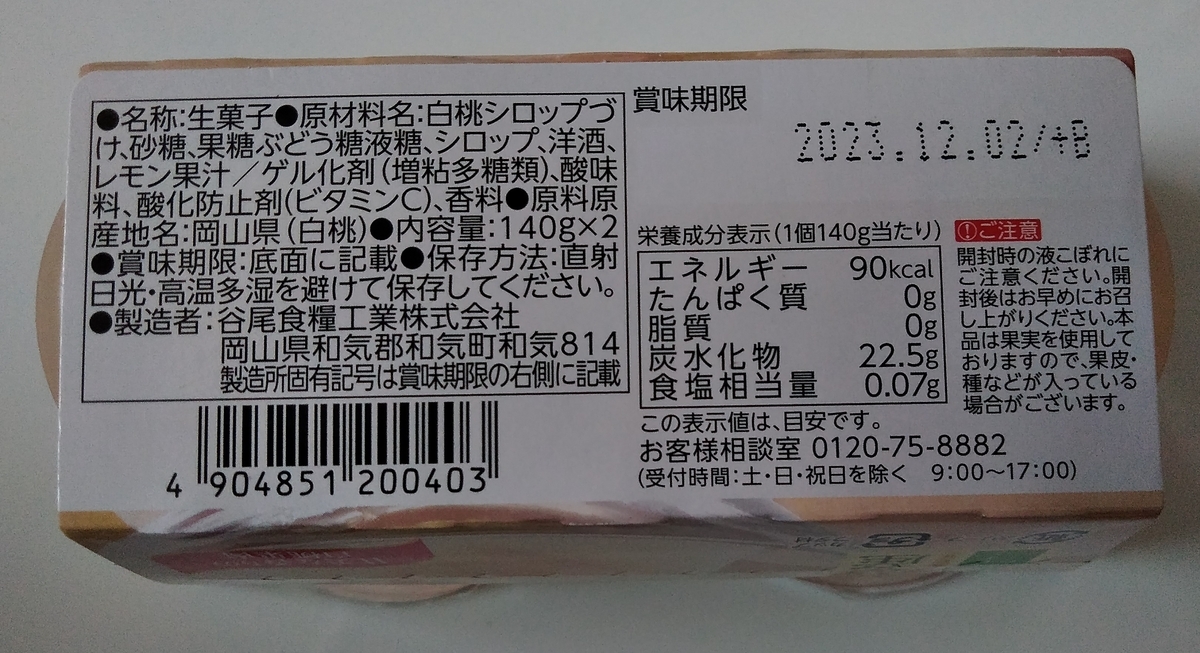 ●名称:生菓子●原材料名:白桃シロップづ
け、砂糖、果糖ぶどう糖液糖、シロップ、洋酒、
レモン果汁／ゲル化剤(増粘多糖類)、酸味
料、酸化防止剤(ビタミンC)、香料●原料原
産地名:岡山県(白桃)●内容量:140g×2
●賞味期限:底面に記載●保存方法:直射
日光・高温多湿を避けて保存してください。
●製造者:谷尾食糧工業株式会社
岡山県和気郡和気町和気814
製造所固有記号は賞味期限の右側に記載
4 904851 200403
賞味期限
2023.12.02/+B
栄養成分表示(1個140g当たり)
エネルギー 90kcal
たんぱく質 0g
脂質 0g
炭水化物 22.5g
食塩相当量 0.07g
この表示値は、目安です。
お客様相談室 0120-75-8882
(受付時間:土・日・祝日を除く 9:00～17:00)
ご注意
開封時の液こぼれに
ご注意ください。開
封後はお早めにお召
し上がりください。本
品は果実を使用して
おりますので、果皮・
種などが入っている
場合がございます。